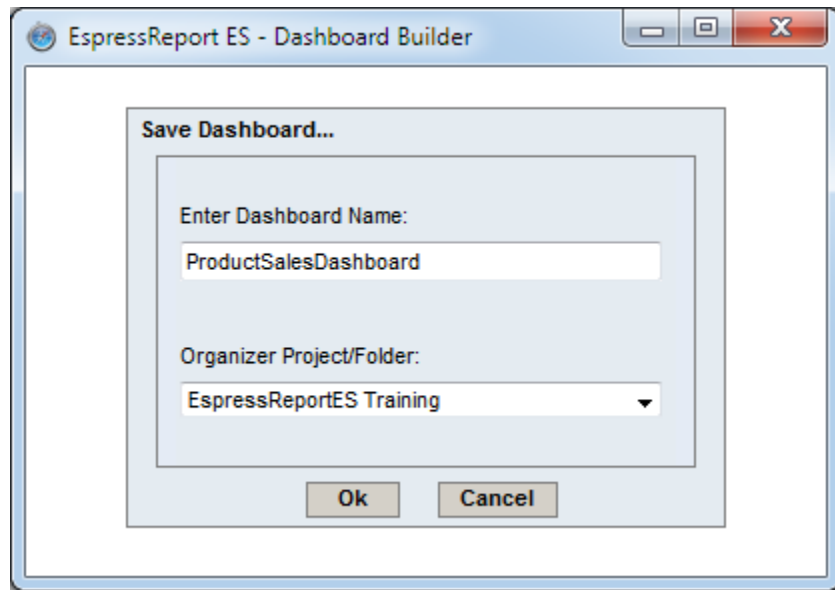 EspressReport ES - Dashboard Builder
Save Dashboard...
Enter Dashboard Name:
ProductSalesDashboard
Organizer Project/Folder:
EspressReportES Training
Ok Cancel